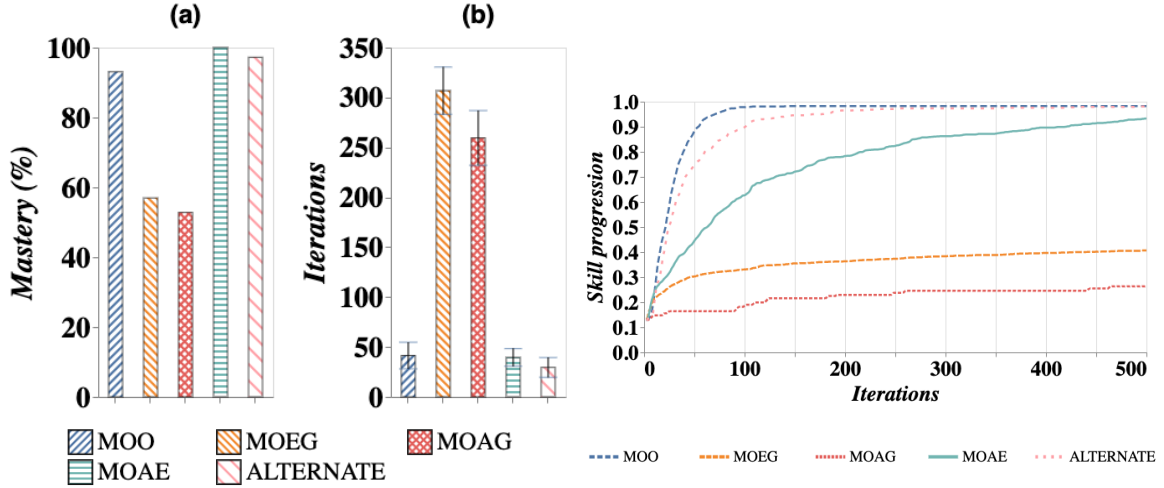 (a)
(b)
Mastery (%)
100
80
60
40
20
0
Iterations
350
300
250
200
150
100
50
0
MOO
MOEG
MOAG
MOAE
ALTERNATE
Skill progression
1.0
0.9
0.8
0.7
0.6
0.5
0.4
0.3
0.2
0.1
0.0
0 100 200 300 400 500
Iterations
MOO MOEG MOAG MOAE ALTERNATE